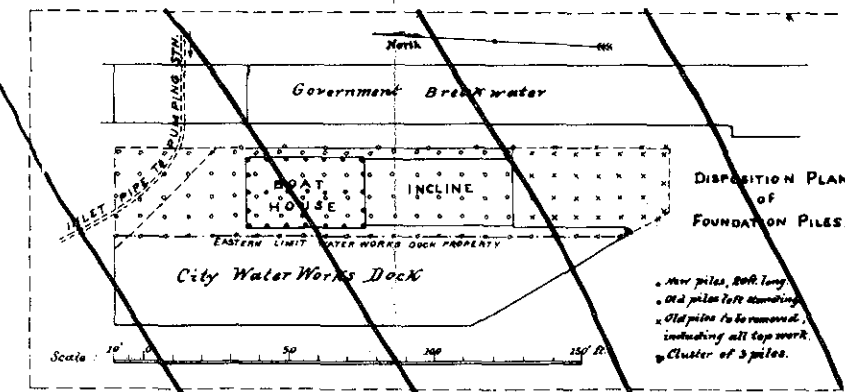 North
Government Breakwater
INLET PIPE TO PUMPING STN.
BOAT
HOUSE
INCLINE
DISPOSITION PLAN
OF
FOUNDATION PILES.
EASTERN LIMIT WATER WORKS DOCK PROPERTY
City Water Works Dock
New piles, 20ft. long.
Old piles left standing
x Old piles to be removed,
including all top work.
Cluster of 3 piles.
Scale : 10' 0 50 100 150 ft.